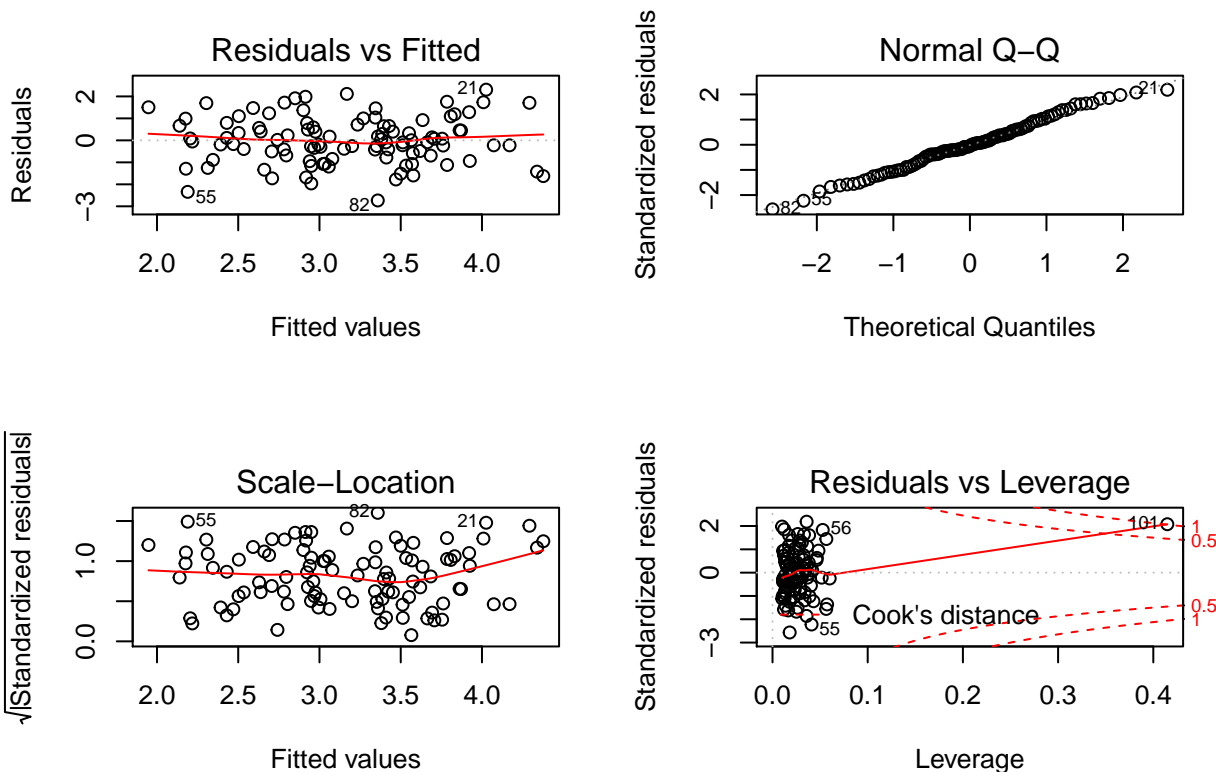 Residuals vs Fitted
Residuals
2
0
−3
21
55
82
2.0 2.5 3.0 3.5 4.0
Fitted values
Normal Q−Q
Standardized residuals
2
0
−2
21
55
82
−2 −1 0 1 2
Theoretical Quantiles
Scale−Location
√|Standardized residuals|
1.0
0.0
55
82
21
2.0 2.5 3.0 3.5 4.0
Fitted values
Residuals vs Leverage
Standardized residuals
2
0
−3
56
101
55
Cook's distance
1
0.5
0.5
1
0.0 0.1 0.2 0.3 0.4
Leverage